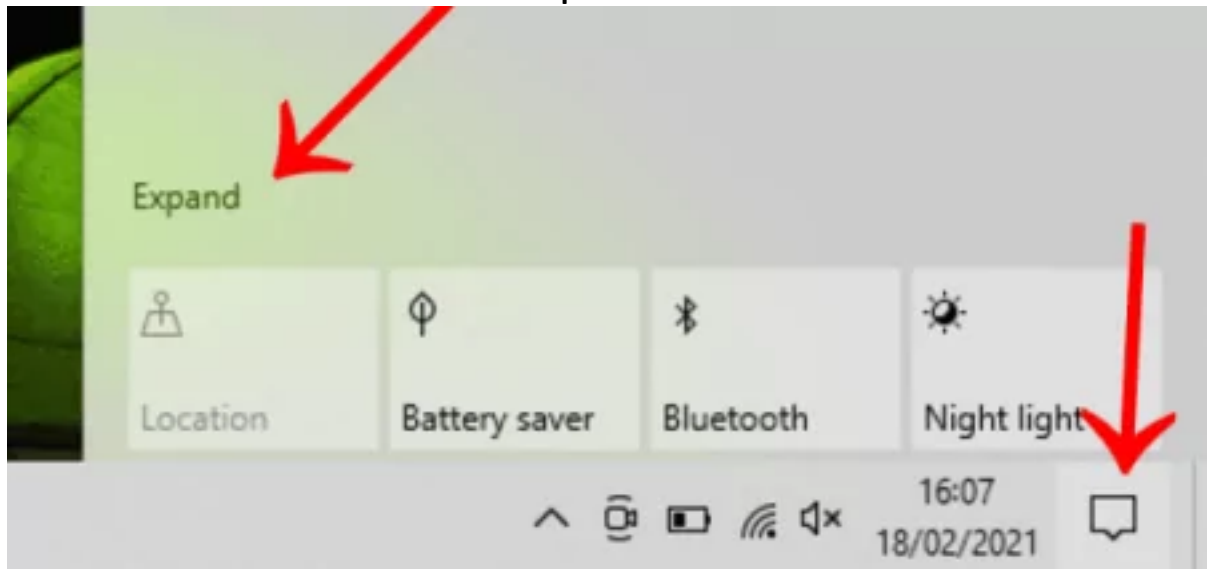 Expand
Location
Battery saver
Bluetooth
Night light
16:07
18/02/2021